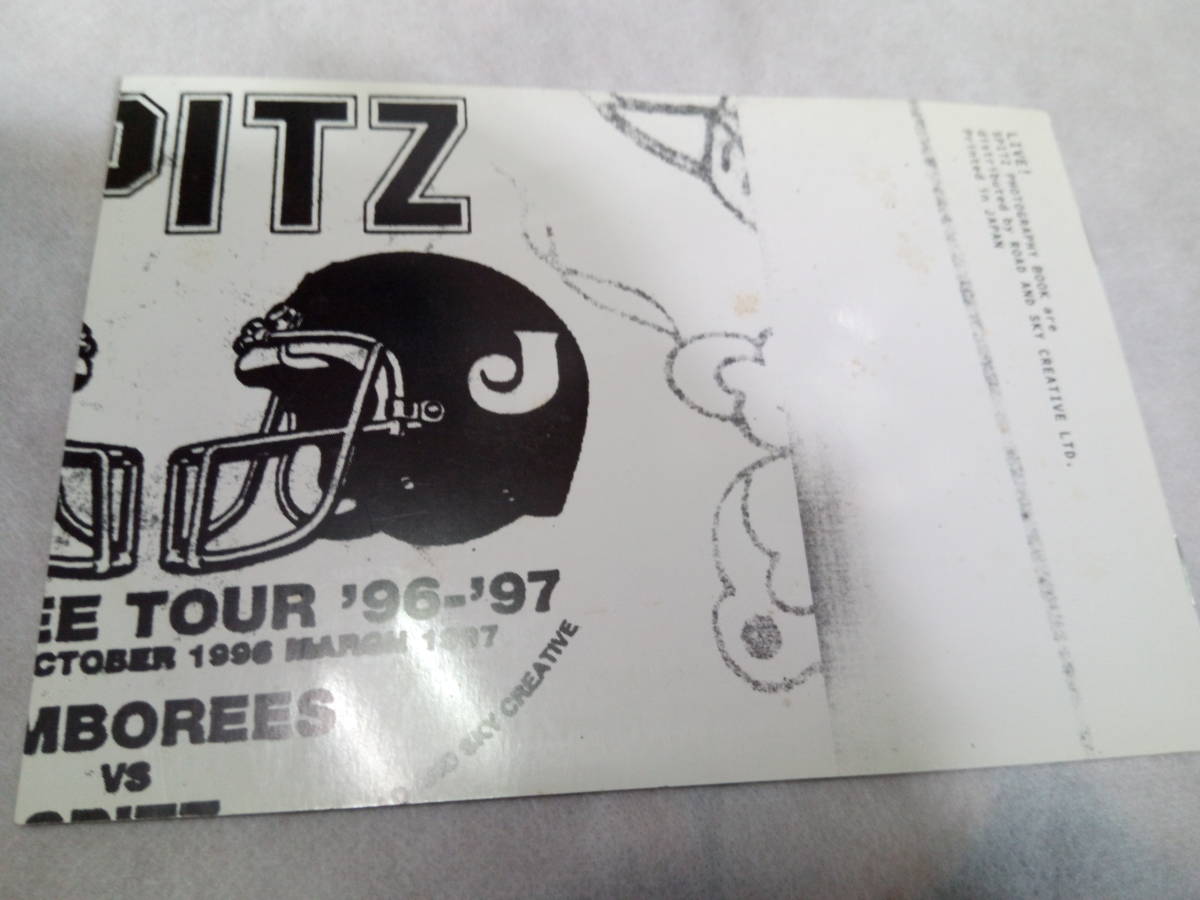 PITZ
J
EE TOUR '96-'97
CTOBER 1996 MARCH 1997
MBOREES
VS
SPITZ
SKY CREATIVE
LIVE!
SPITZ PHOTOGRAPHY BOOK are
distributed by ROAD AND SKY CREATIVE LTD.
Printed in JAPAN